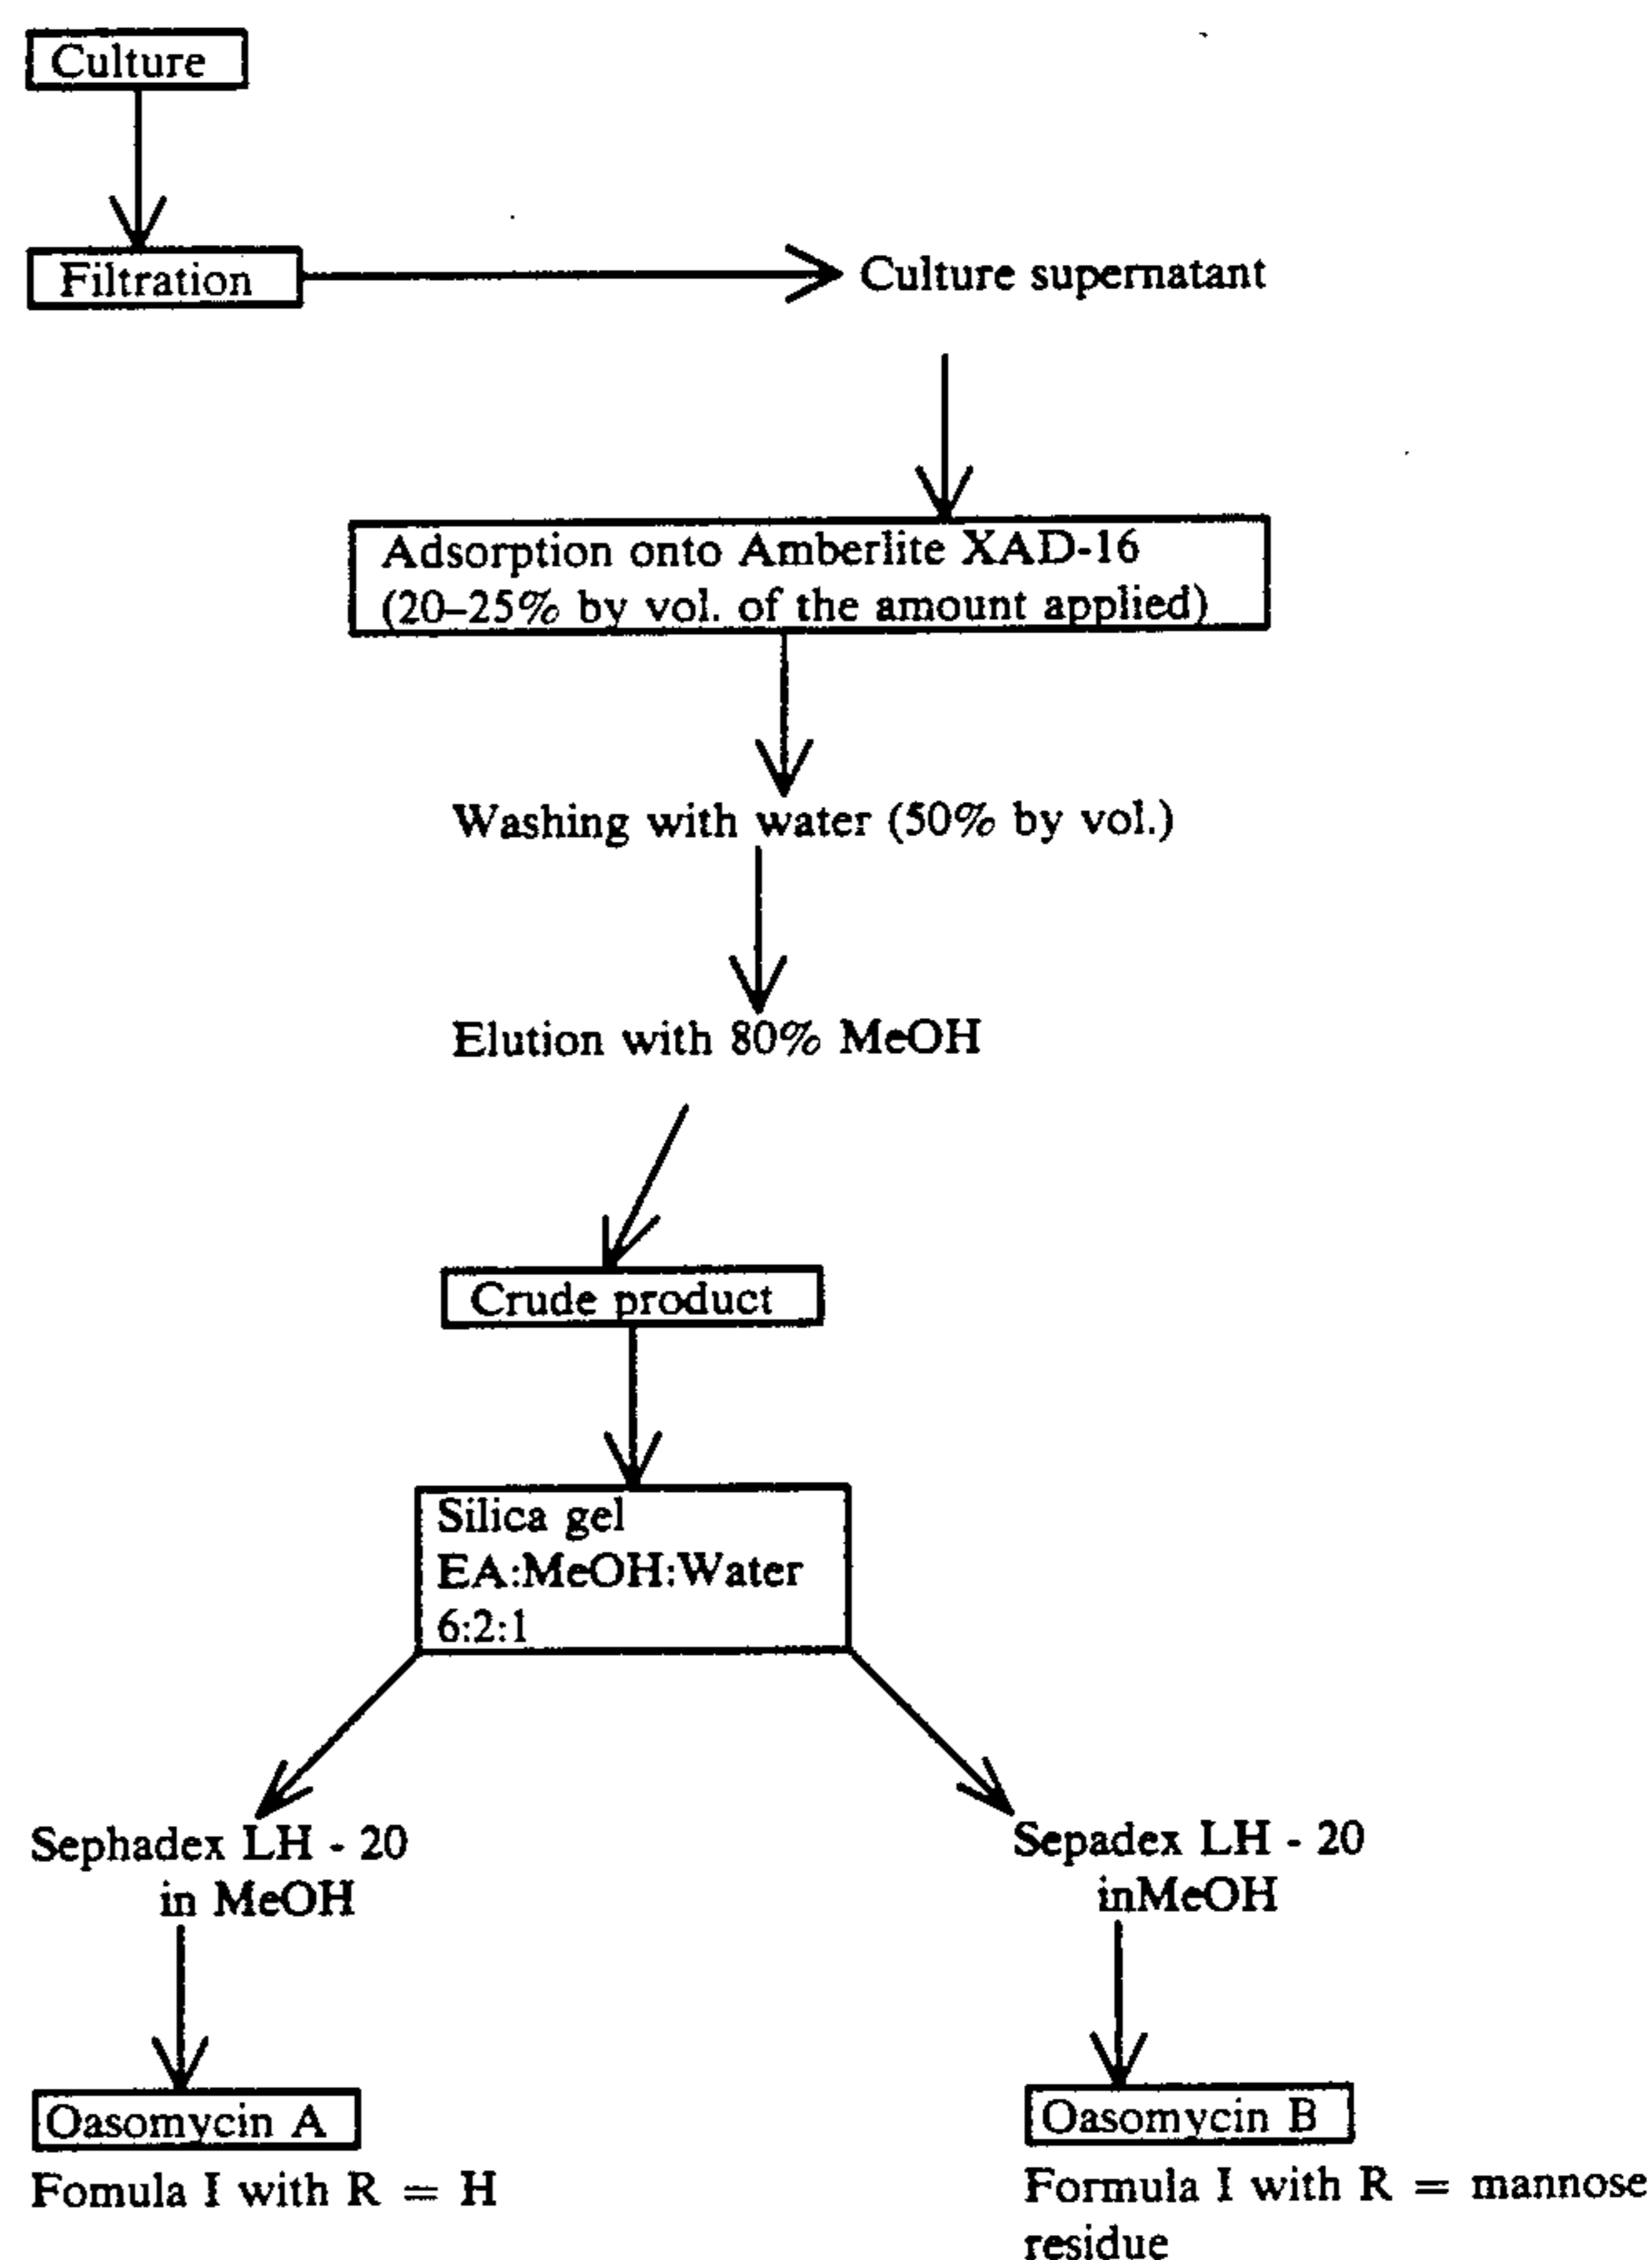 Culture
Filtration
Culture supernatant
Adsorption onto Amberlite XAD-16
(20–25% by vol. of the amount applied)
Washing with water (50% by vol.)
Elution with 80% MeOH
Crude product
Silica gel
EA:MeOH:Water
6:2:1
Sephadex LH - 20
in MeOH
Sepadex LH - 20
inMeOH
Oasomycin A
Fomula I with R = H
Oasomycin B
Formula I with R = mannose
residue